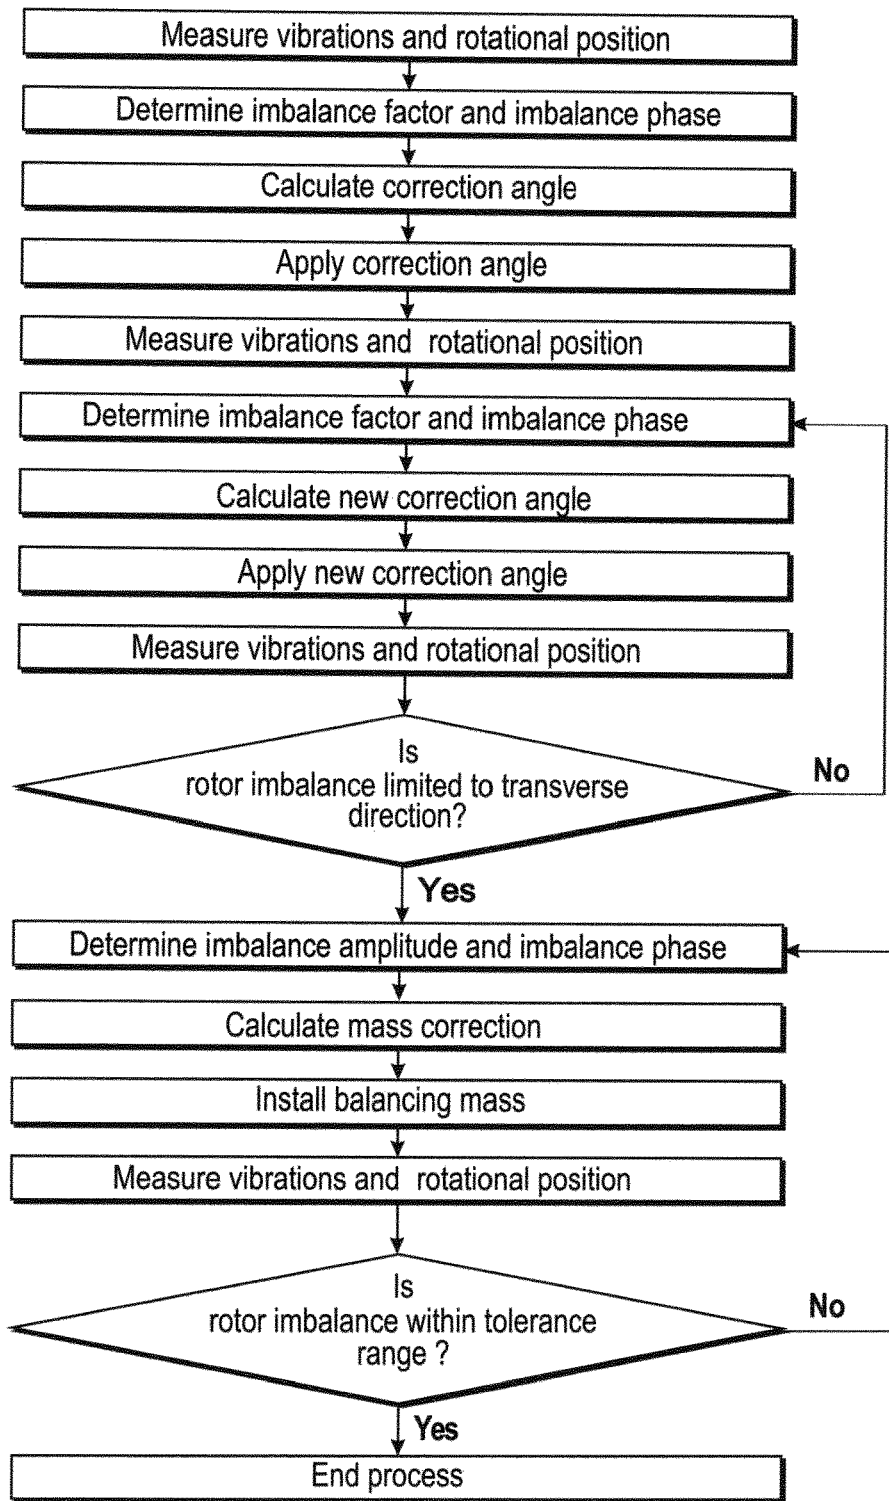 Measure vibrations and rotational position
Determine imbalance factor and imbalance phase
Calculate correction angle
Apply correction angle
Measure vibrations and rotational position
Determine imbalance factor and imbalance phase
Calculate new correction angle
Apply new correction angle
Measure vibrations and rotational position
Is
rotor imbalance limited to transverse
direction?
No
Yes
Determine imbalance amplitude and imbalance phase
Calculate mass correction
Install balancing mass
Measure vibrations and rotational position
Is
rotor imbalance within tolerance
range ?
No
Yes
End process